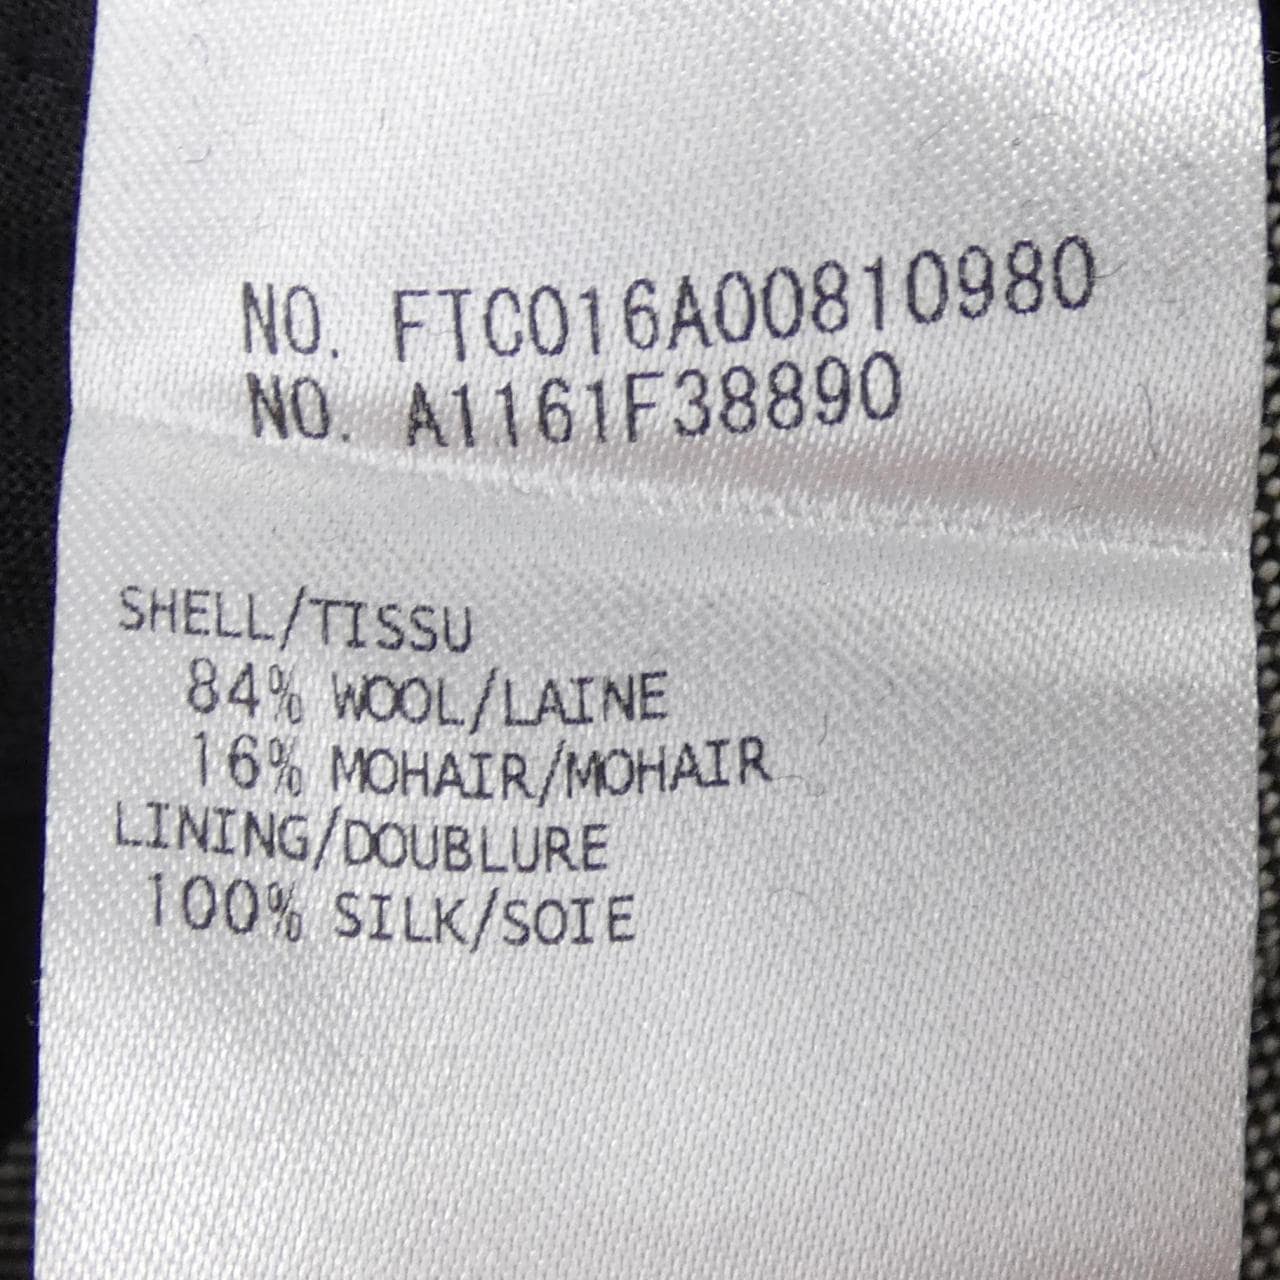 NO. FTC016A00810980
NO. A1161F38890
SHELL/TISSU
84% WOOL/LAINE
16% MOHAIR/MOHAIR
LINING/DOUBLURE
100% SILK/SOIE